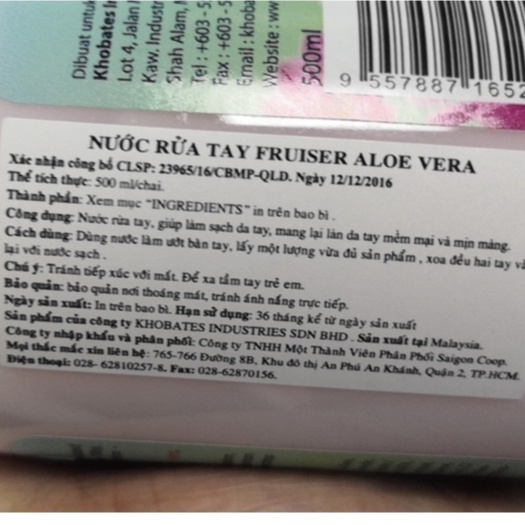 Dibuat untuk
Khobates In
Lot 4, Jalan
Kaw. Industr
Shah Alam,
Tel : +603 - 5
Fax : +603 - 5
Email : khoba
Website : ww
500ml
9 557887 1652
NƯỚC RỬA TAY FRUISER ALOE VERA
Xác nhận công bố CLSP: 23965/16/CBMP-QLD. Ngày 12/12/2016
Thể tích thực: 500 ml/chai.
Thành phần: Xem mục "INGREDIENTS" in trên bao bì .
Công dụng: Nước rửa tay, giúp làm sạch da tay, mang lại làn da tay mềm mại và mịn màng.
Cách dùng: Dùng nước làm ướt bàn tay, lấy một lượng vừa đủ sản phẩm , xoa đều hai tay và
lại với nước sạch .
Chú ý: Tránh tiếp xúc với mắt. Để xa tầm tay trẻ em.
Bảo quản: bảo quản nơi thoáng mát, tránh ánh nắng trực tiếp.
Ngày sản xuất: In trên bao bì. Hạn sử dụng: 36 tháng kể từ ngày sản xuất
Sản phẩm của công ty KHOBATES INDUSTRIES SDN BHD . Sản xuất tại Malaysia.
Công ty nhập khẩu và phân phối: Công ty TNHH Một Thành Viên Phân Phối Saigon Coop.
Mọi thắc mắc xin liên hệ: 765-766 Đường 8B, Khu đô thị An Phú An Khánh, Quận 2, TP.HCM.
Điện thoại: 028- 62810257-8. Fax: 028-62870156.